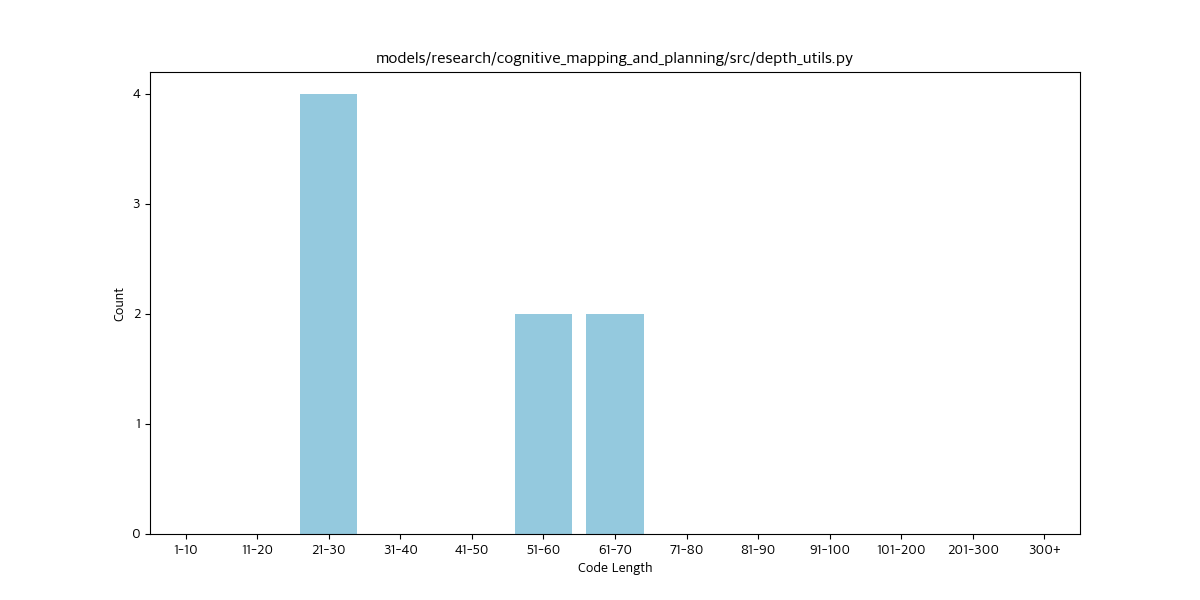 models/research/cognitive_mapping_and_planning/src/depth_utils.py
4
3
2
1
0
Count
1-10 11-20 21-30 31-40 41-50 51-60 61-70 71-80 81-90 91-100 101-200 201-300 300+
Code Length